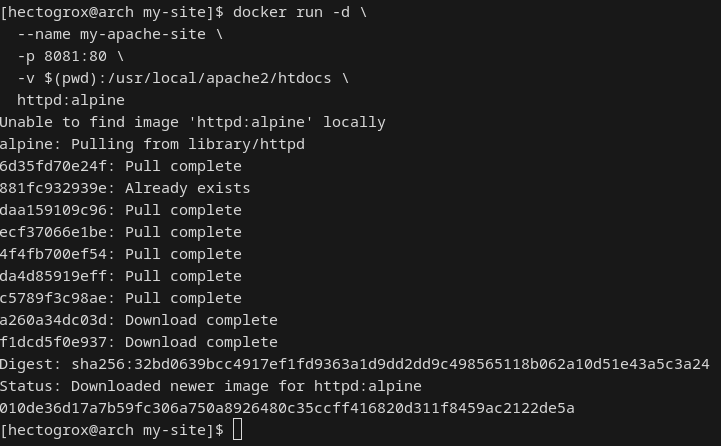 [hectogrox@arch my-site]$ docker run -d \
  --name my-apache-site \
  -p 8081:80 \
  -v $(pwd):/usr/local/apache2/htdocs \
  httpd:alpine
Unable to find image 'httpd:alpine' locally
alpine: Pulling from library/httpd
6d35fd70e24f: Pull complete
881fc932939e: Already exists
daa159109c96: Pull complete
ecf37066e1be: Pull complete
4f4fb700ef54: Pull complete
da4d85919eff: Pull complete
c5789f3c98ae: Pull complete
a260a34dc03d: Download complete
f1dcd5f0e937: Download complete
Digest: sha256:32bd0639bcc4917ef1fd9363a1d9dd2dd9c498565118b062a10d51e43a5c3a24
Status: Downloaded newer image for httpd:alpine
010de36d17a7b59fc306a750a8926480c35ccff416820d311f8459ac2122de5a
[hectogrox@arch my-site]$